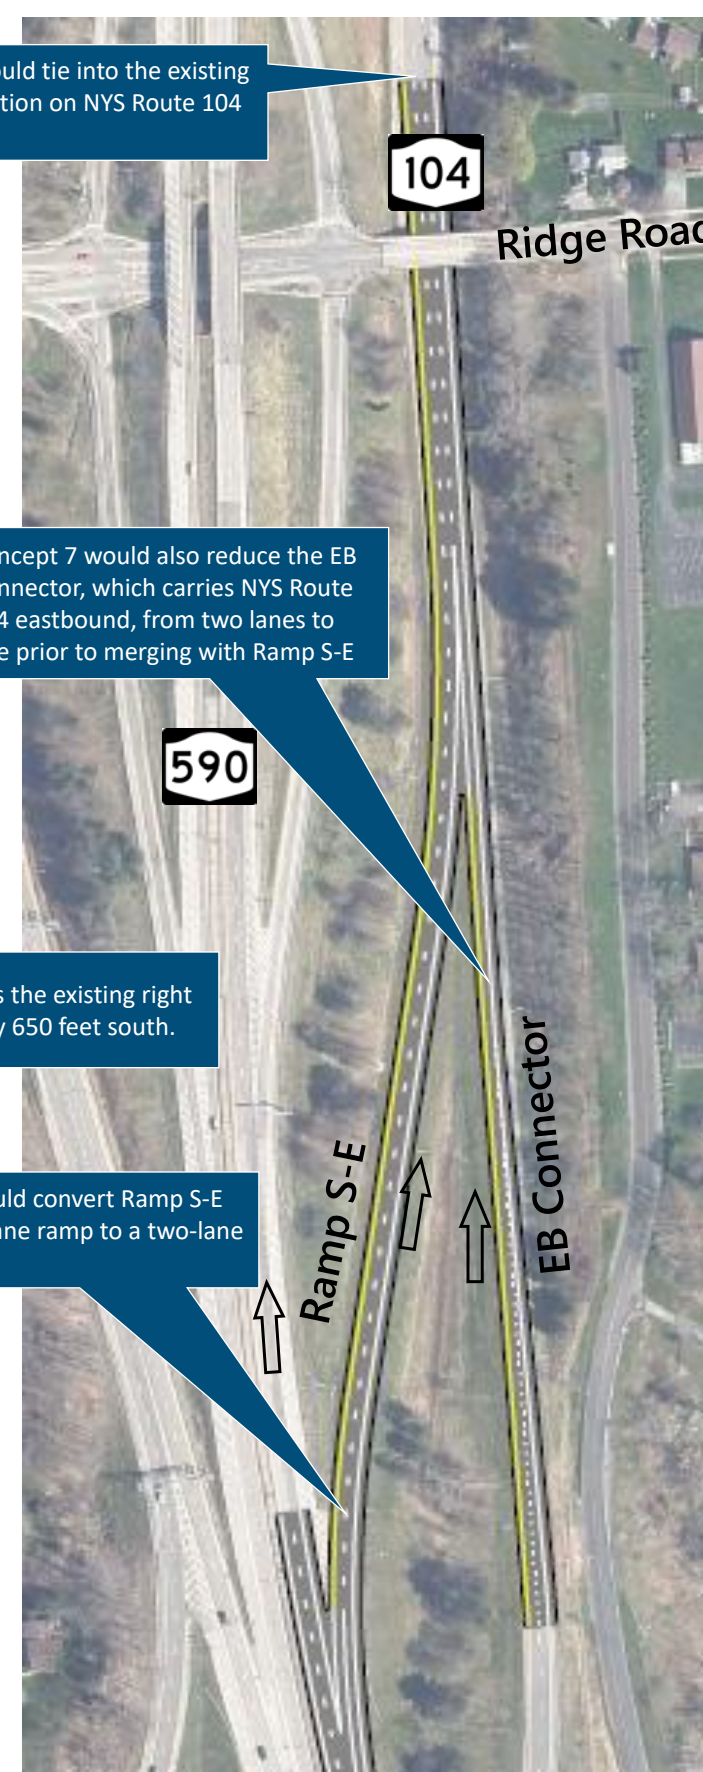 ould tie into the existing
tion on NYS Route 104
104
Ridge Road
ncept 7 would also reduce the EB
nnector, which carries NYS Route
4 eastbound, from two lanes to
e prior to merging with Ramp S-E
590
s the existing right
y 650 feet south.
EB Connector
Ramp S-E
uld convert Ramp S-E
ane ramp to a two-lane